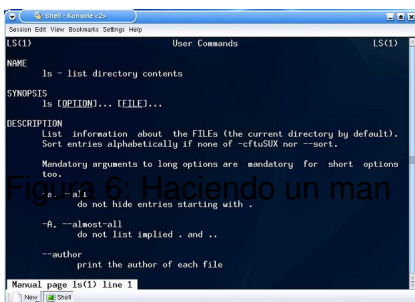 Shell - Konsole <2>
Session Edit View Bookmarks Settings Help
LS(1) User Commands LS(1)
NAME
ls - list directory contents
SYNOPSIS
ls [OPTION]... [FILE]...
DESCRIPTION
List information about the FILEs (the current directory by default).
Sort entries alphabetically if none of -cftuSUX nor --sort.
Mandatory arguments to long options are mandatory for short options
too.
Figura 6: Haciendo un man
-a, --all
do not hide entries starting with .
-A, --almost-all
do not list implied . and ..
--author
print the author of each file
Manual page ls(1) line 1
New Shell